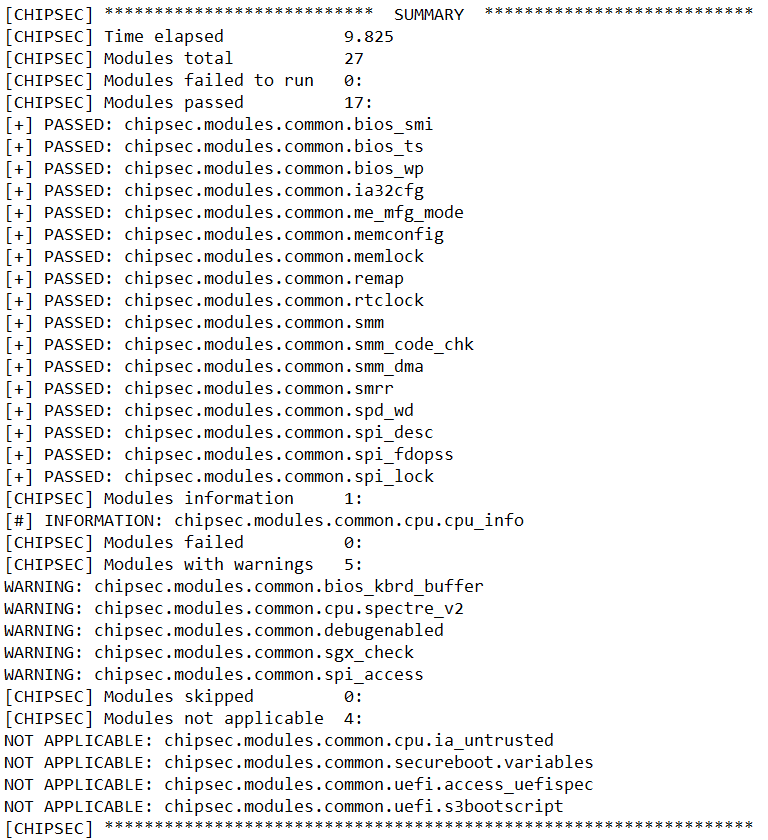 [CHIPSEC] *************************** SUMMARY ***************************
[CHIPSEC] Time elapsed 9.825
[CHIPSEC] Modules total 27
[CHIPSEC] Modules failed to run 0:
[CHIPSEC] Modules passed 17:
[+] PASSED: chipsec.modules.common.bios_smi
[+] PASSED: chipsec.modules.common.bios_ts
[+] PASSED: chipsec.modules.common.bios_wp
[+] PASSED: chipsec.modules.common.ia32cfg
[+] PASSED: chipsec.modules.common.me_mfg_mode
[+] PASSED: chipsec.modules.common.memconfig
[+] PASSED: chipsec.modules.common.memlock
[+] PASSED: chipsec.modules.common.remap
[+] PASSED: chipsec.modules.common.rtclock
[+] PASSED: chipsec.modules.common.smm
[+] PASSED: chipsec.modules.common.smm_code_chk
[+] PASSED: chipsec.modules.common.smm_dma
[+] PASSED: chipsec.modules.common.smrr
[+] PASSED: chipsec.modules.common.spd_wd
[+] PASSED: chipsec.modules.common.spi_desc
[+] PASSED: chipsec.modules.common.spi_fdopss
[+] PASSED: chipsec.modules.common.spi_lock
[CHIPSEC] Modules information 1:
[#] INFORMATION: chipsec.modules.common.cpu.cpu_info
[CHIPSEC] Modules failed 0:
[CHIPSEC] Modules with warnings 5:
WARNING: chipsec.modules.common.bios_kbrd_buffer
WARNING: chipsec.modules.common.cpu.spectre_v2
WARNING: chipsec.modules.common.debugenabled
WARNING: chipsec.modules.common.sgx_check
WARNING: chipsec.modules.common.spi_access
[CHIPSEC] Modules skipped 0:
[CHIPSEC] Modules not applicable 4:
NOT APPLICABLE: chipsec.modules.common.cpu.ia_untrusted
NOT APPLICABLE: chipsec.modules.common.secureboot.variables
NOT APPLICABLE: chipsec.modules.common.uefi.access_uefispec
NOT APPLICABLE: chipsec.modules.common.uefi.s3bootscript
[CHIPSEC] *****************************************************************